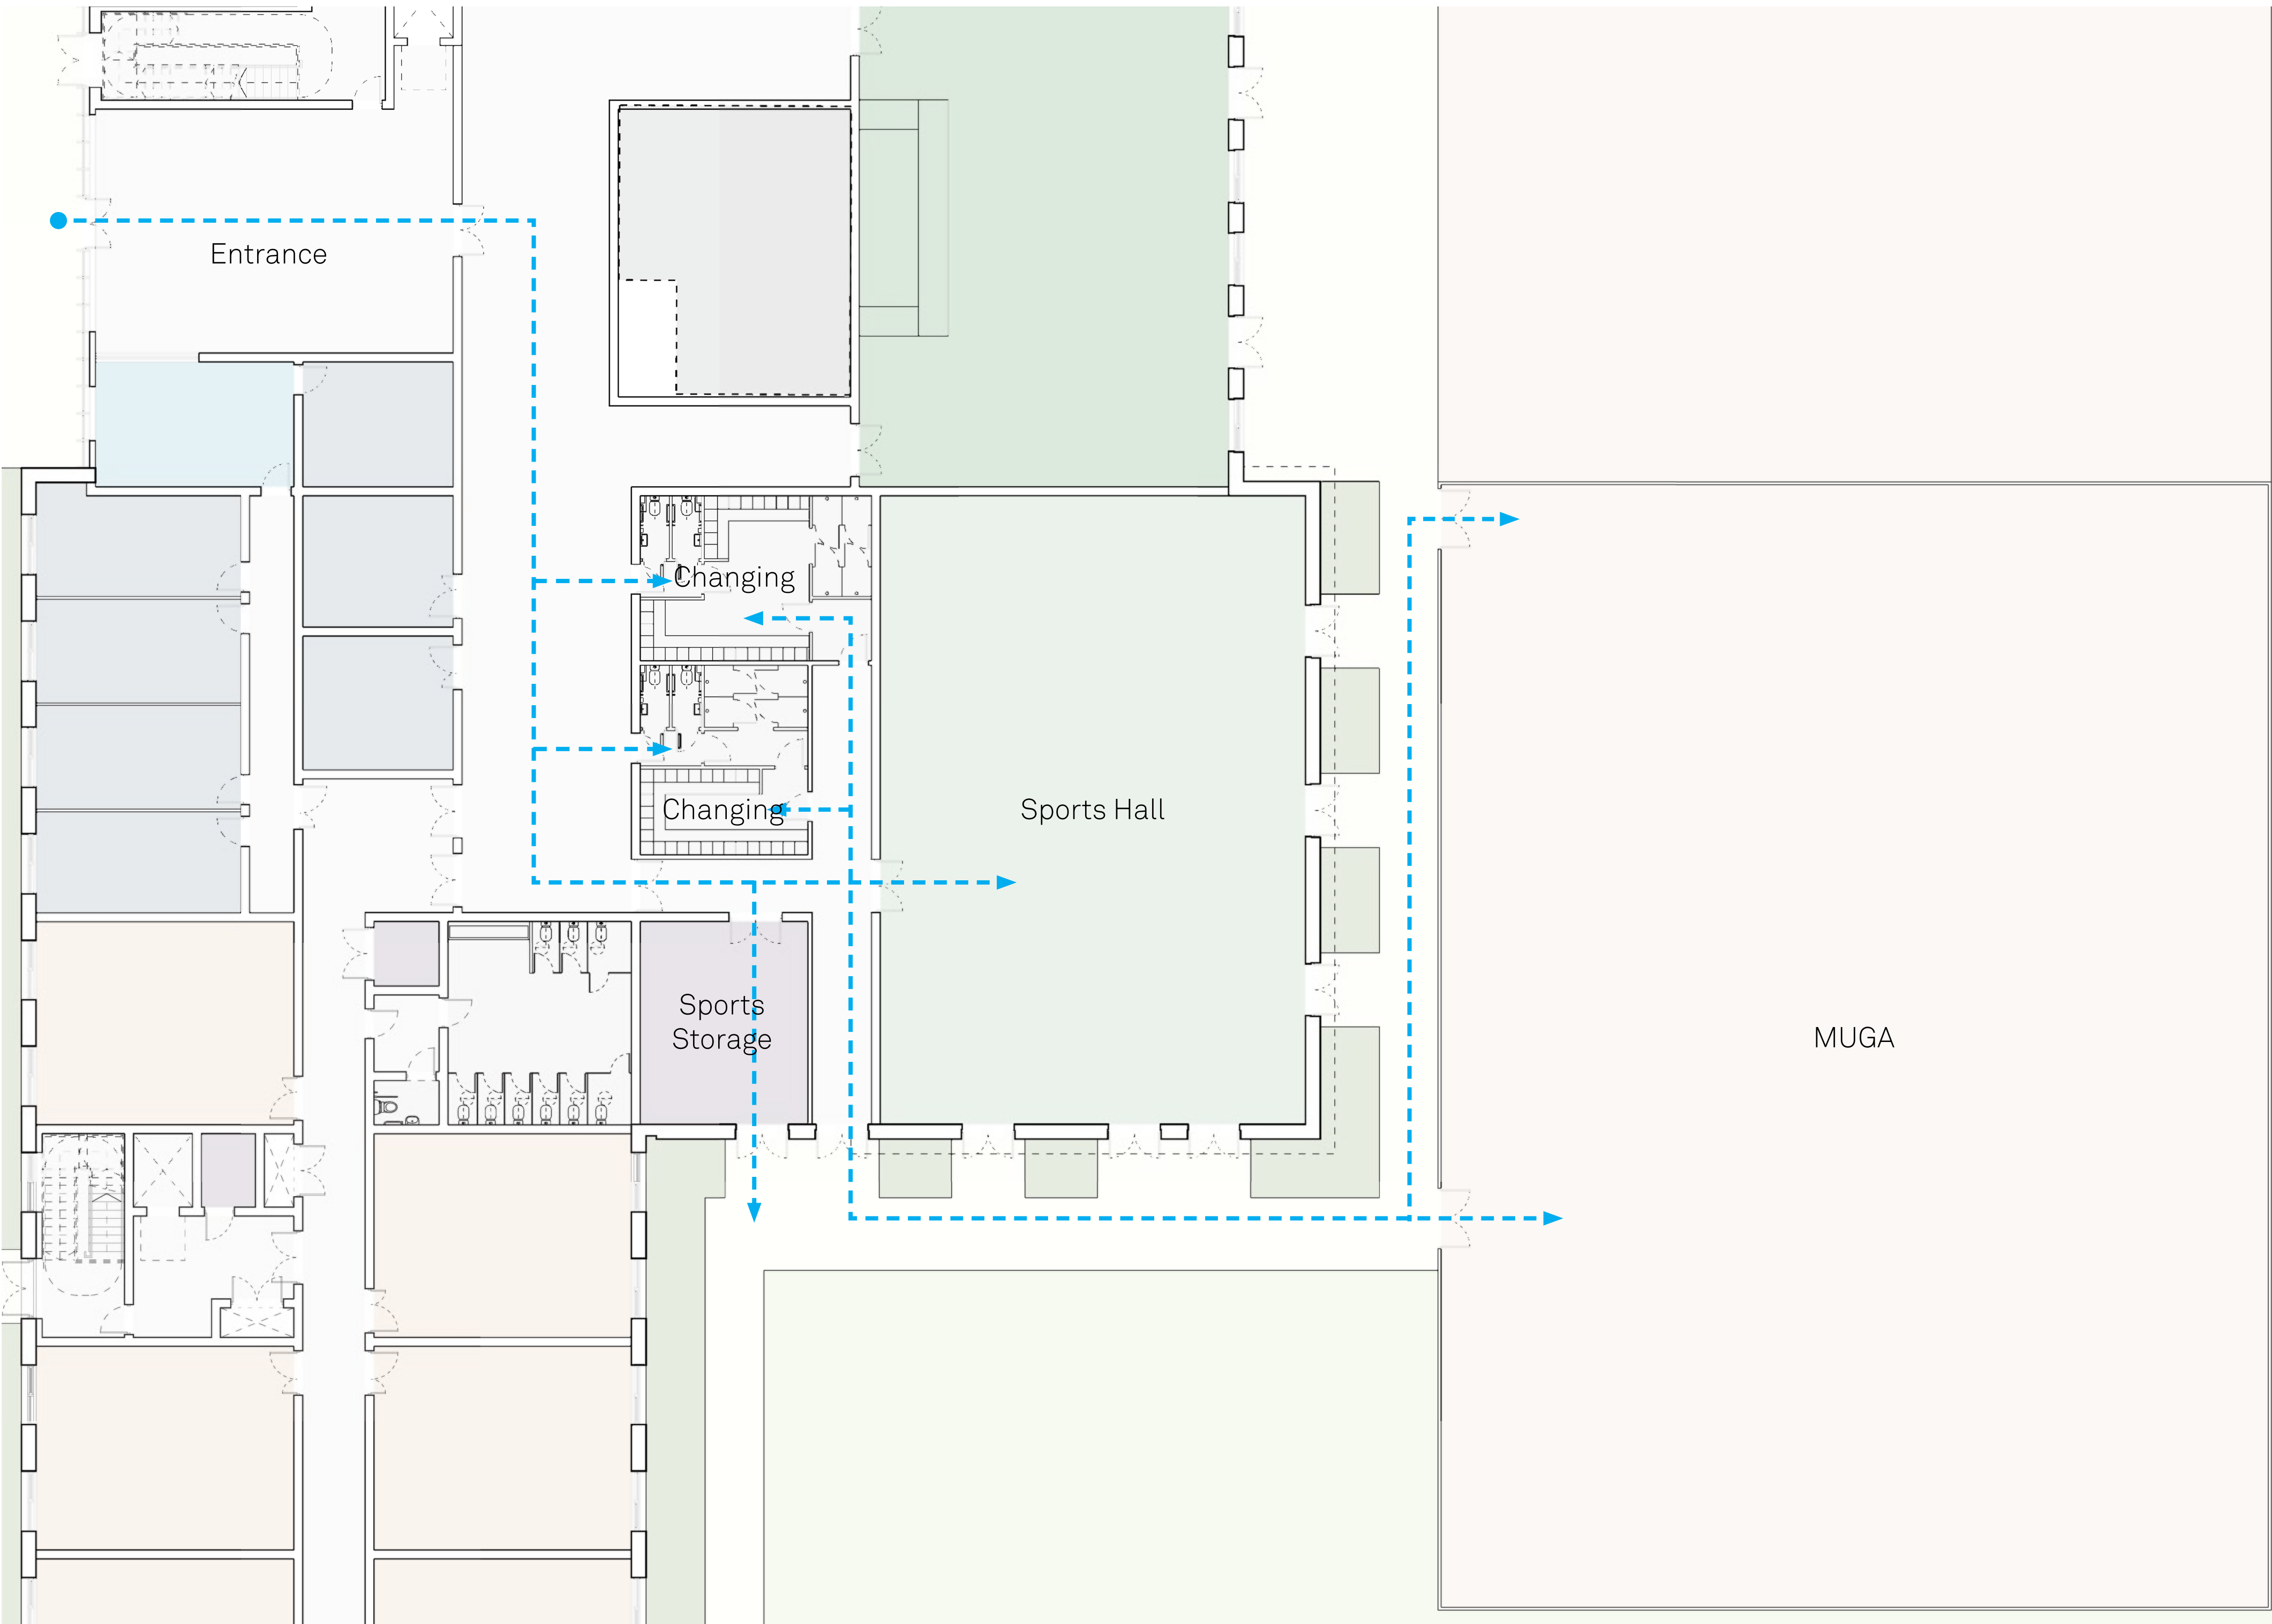 Entrance
Changing
Changing
Sports Hall
Sports
Storage
MUGA